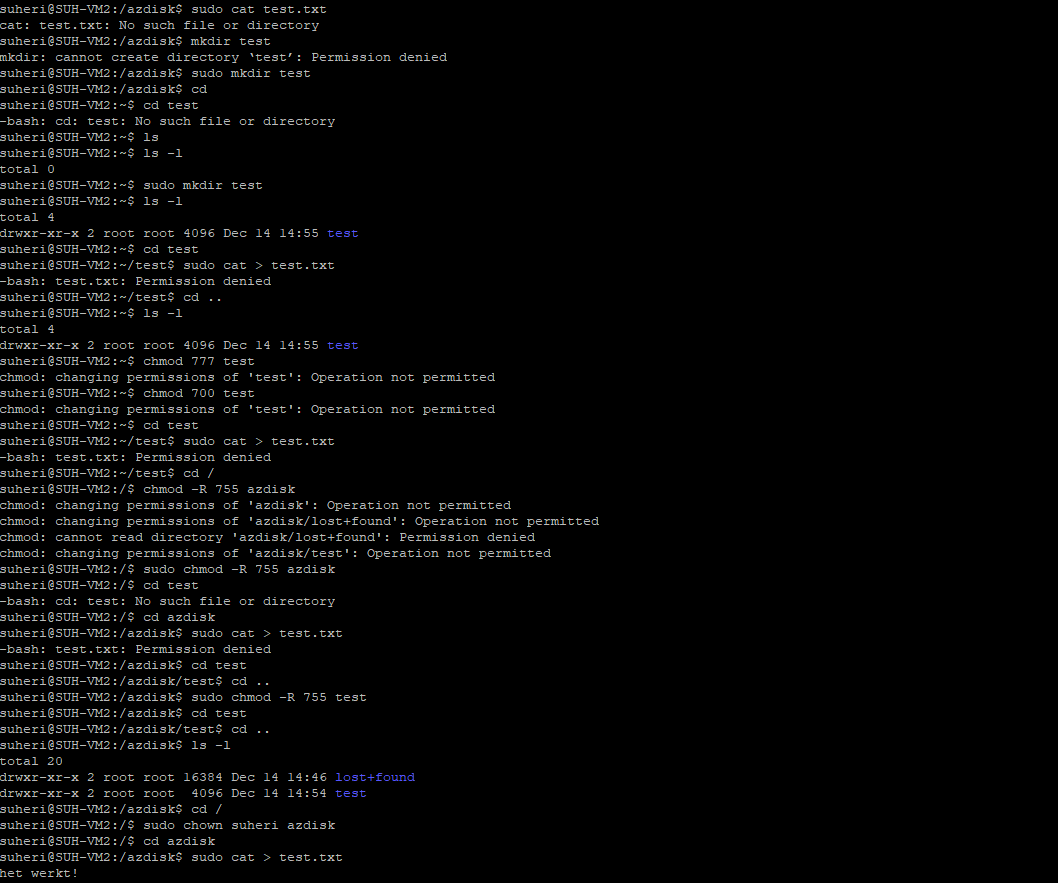 suheri@SUH-VM2:/azdisk$ sudo cat test.txt
cat: test.txt: No such file or directory
suheri@SUH-VM2:/azdisk$ mkdir test
mkdir: cannot create directory ‘test’: Permission denied
suheri@SUH-VM2:/azdisk$ sudo mkdir test
suheri@SUH-VM2:/azdisk$ cd
suheri@SUH-VM2:~$ cd test
-bash: cd: test: No such file or directory
suheri@SUH-VM2:~$ ls
suheri@SUH-VM2:~$ ls -l
total 0
suheri@SUH-VM2:~$ sudo mkdir test
suheri@SUH-VM2:~$ ls -l
total 4
drwxr-xr-x 2 root root 4096 Dec 14 14:55 test
suheri@SUH-VM2:~$ cd test
suheri@SUH-VM2:~/test$ sudo cat > test.txt
-bash: test.txt: Permission denied
suheri@SUH-VM2:~/test$ cd ..
suheri@SUH-VM2:~$ ls -l
total 4
drwxr-xr-x 2 root root 4096 Dec 14 14:55 test
suheri@SUH-VM2:~$ chmod 777 test
chmod: changing permissions of 'test': Operation not permitted
suheri@SUH-VM2:~$ chmod 700 test
chmod: changing permissions of 'test': Operation not permitted
suheri@SUH-VM2:~$ cd test
suheri@SUH-VM2:~/test$ sudo cat > test.txt
-bash: test.txt: Permission denied
suheri@SUH-VM2:~/test$ cd /
suheri@SUH-VM2:/$ chmod -R 755 azdisk
chmod: changing permissions of 'azdisk': Operation not permitted
chmod: changing permissions of 'azdisk/lost+found': Operation not permitted
chmod: cannot read directory 'azdisk/lost+found': Permission denied
chmod: changing permissions of 'azdisk/test': Operation not permitted
suheri@SUH-VM2:/$ sudo chmod -R 755 azdisk
suheri@SUH-VM2:/$ cd test
-bash: cd: test: No such file or directory
suheri@SUH-VM2:/$ cd azdisk
suheri@SUH-VM2:/azdisk$ sudo cat > test.txt
-bash: test.txt: Permission denied
suheri@SUH-VM2:/azdisk$ cd test
suheri@SUH-VM2:/azdisk/test$ cd ..
suheri@SUH-VM2:/azdisk$ sudo chmod -R 755 test
suheri@SUH-VM2:/azdisk$ cd test
suheri@SUH-VM2:/azdisk/test$ cd ..
suheri@SUH-VM2:/azdisk$ ls -l
total 20
drwxr-xr-x 2 root root 16384 Dec 14 14:46 lost+found
drwxr-xr-x 2 root root  4096 Dec 14 14:54 test
suheri@SUH-VM2:/azdisk$ cd /
suheri@SUH-VM2:/$ sudo chown suheri azdisk
suheri@SUH-VM2:/$ cd azdisk
suheri@SUH-VM2:/azdisk$ sudo cat > test.txt
het werkt!